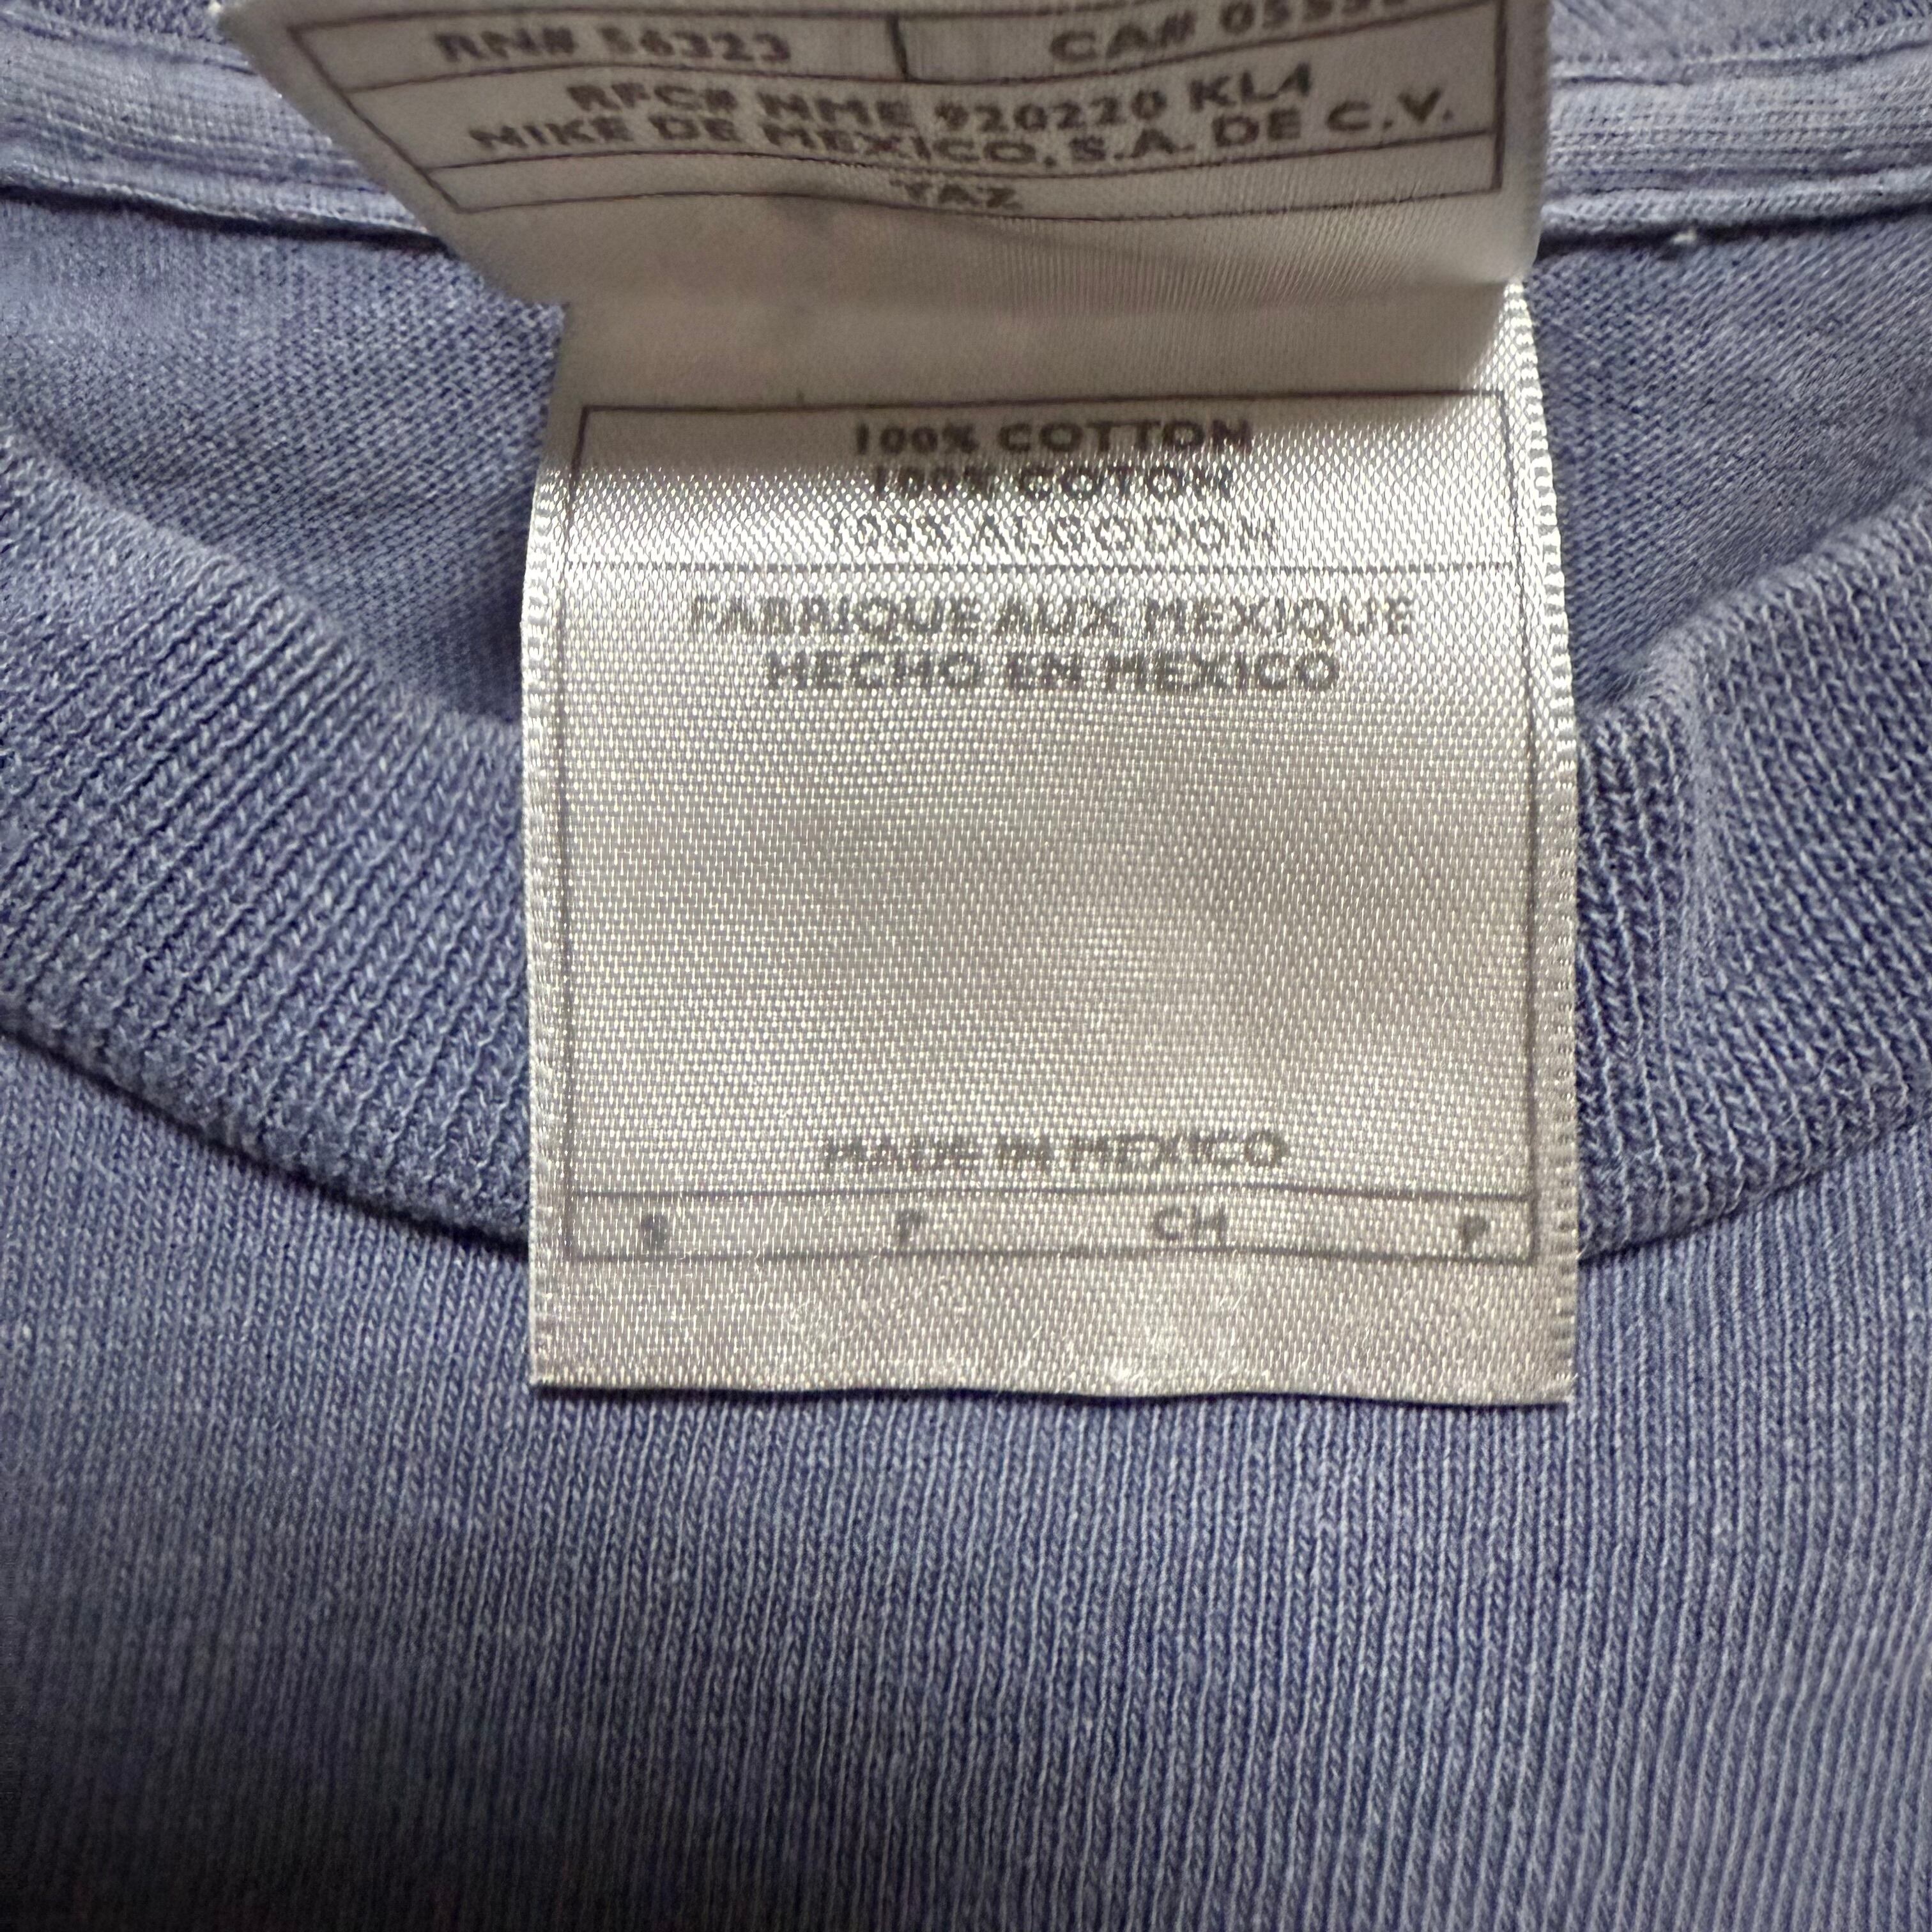 RN# 56323 CA# 0555
RFC# NME 920220 KL4
NIKE DE MEXICO, S.A. DE C.V.
TAZ
100% COTTON
100% COTON
100% ALGODON
FABRIQUE AUX MEXIQUE
HECHO EN MEXICO
MADE IN MEXICO
P CH P